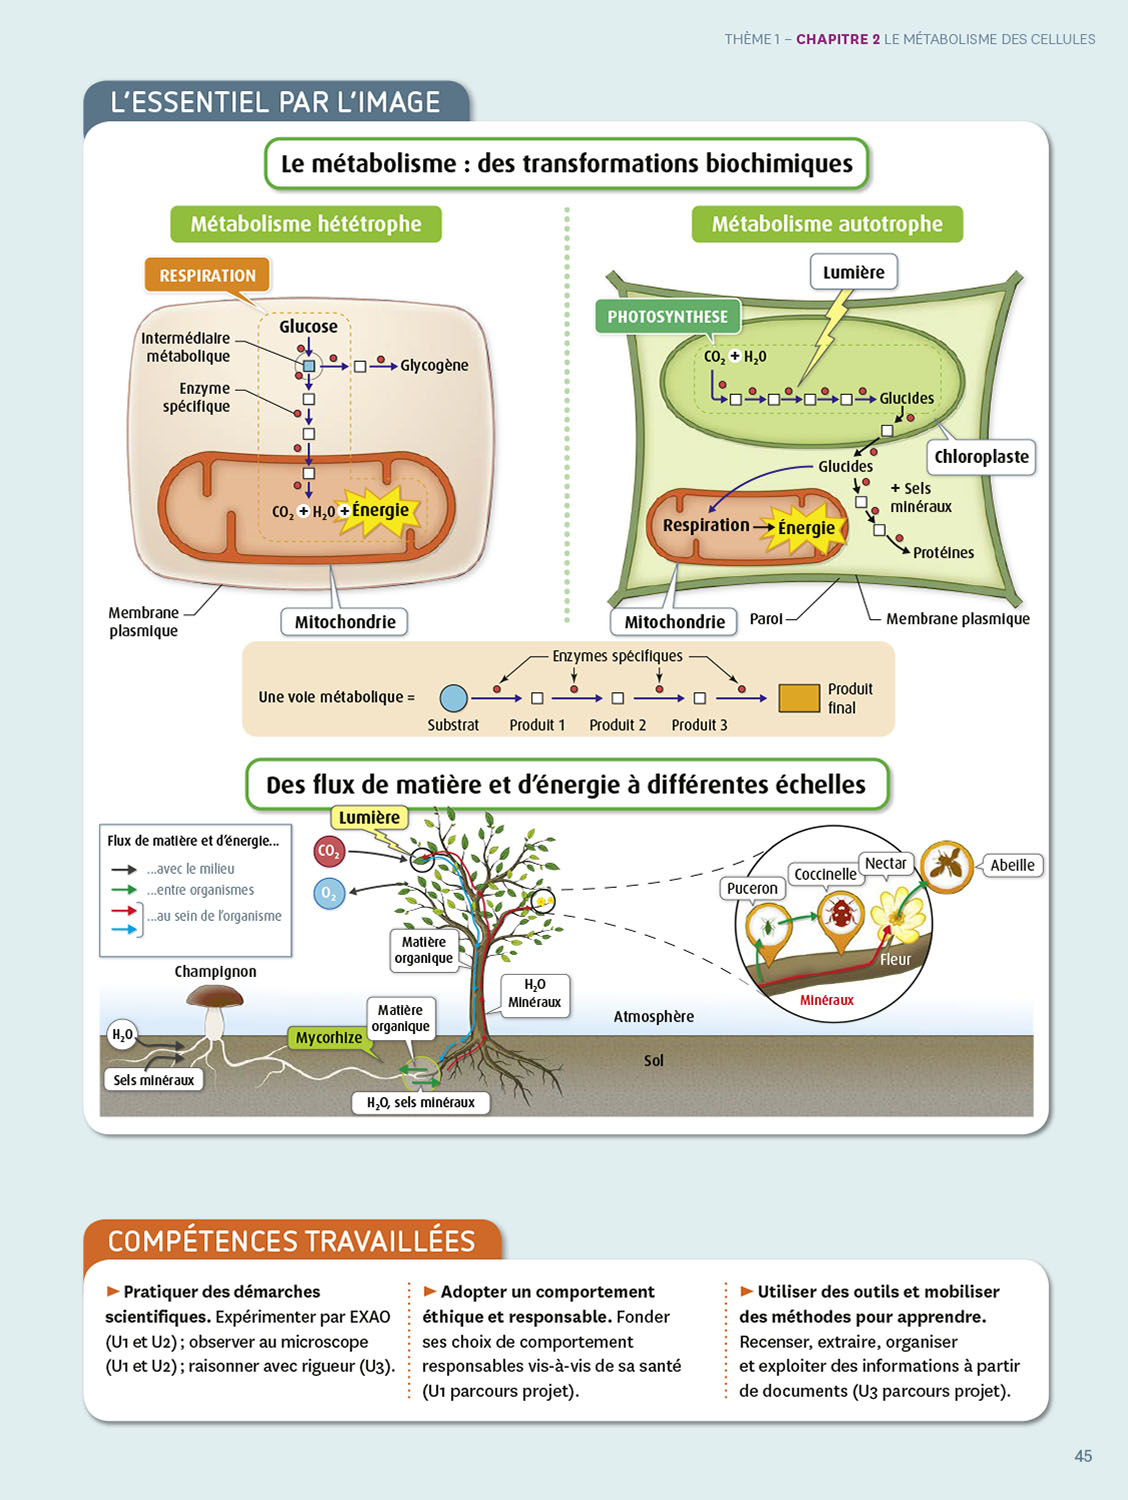 THÈME 1 – CHAPITRE 2 LE MÉTABOLISME DES CELLULES
L'ESSENTIEL PAR L'IMAGE
Le métabolisme : des transformations biochimiques
Métabolisme hététrophe
RESPIRATION
Glucose
Intermédiaire
métabolique
Glycogène
Enzyme
spécifique
CO₂ + H₂O + Énergie
Membrane
plasmique
Mitochondrie
Métabolisme autotrophe
Lumière
PHOTOSYNTHESE
CO₂ + H₂O
Glucides
Chloroplaste
Glucides
+ Sels
minéraux
Respiration
Énergie
Protéines
Mitochondrie
Parol
Membrane plasmique
Enzymes spécifiques
Une voie métabolique =
Produit
final
Substrat
Produit 1
Produit 2
Produit 3
Des flux de matière et d'énergie à différentes échelles
Flux de matière et d'énergie...
...avec le milieu
...entre organismes
...au sein de l'organisme
Lumière
CO₂
O₂
Matière
organique
H₂O
Minéraux
Champignon
H₂O
Sels minéraux
Mycorhize
Matière
organique
H₂O, sels minéraux
Atmosphère
Sol
Puceron
Coccinelle
Nectar
Abeille
Fleur
Minéraux
COMPÉTENCES TRAVAILLÉES
► Pratiquer des démarches
scientifiques. Expérimenter par EXAO
(U1 et U2) ; observer au microscope
(U1 et U2) ; raisonner avec rigueur (U3).
► Adopter un comportement
éthique et responsable. Fonder
ses choix de comportement
responsables vis-à-vis de sa santé
(U1 parcours projet).
► Utiliser des outils et mobiliser
des méthodes pour apprendre.
Recenser, extraire, organiser
et exploiter des informations à partir
de documents (U3 parcours projet).
45